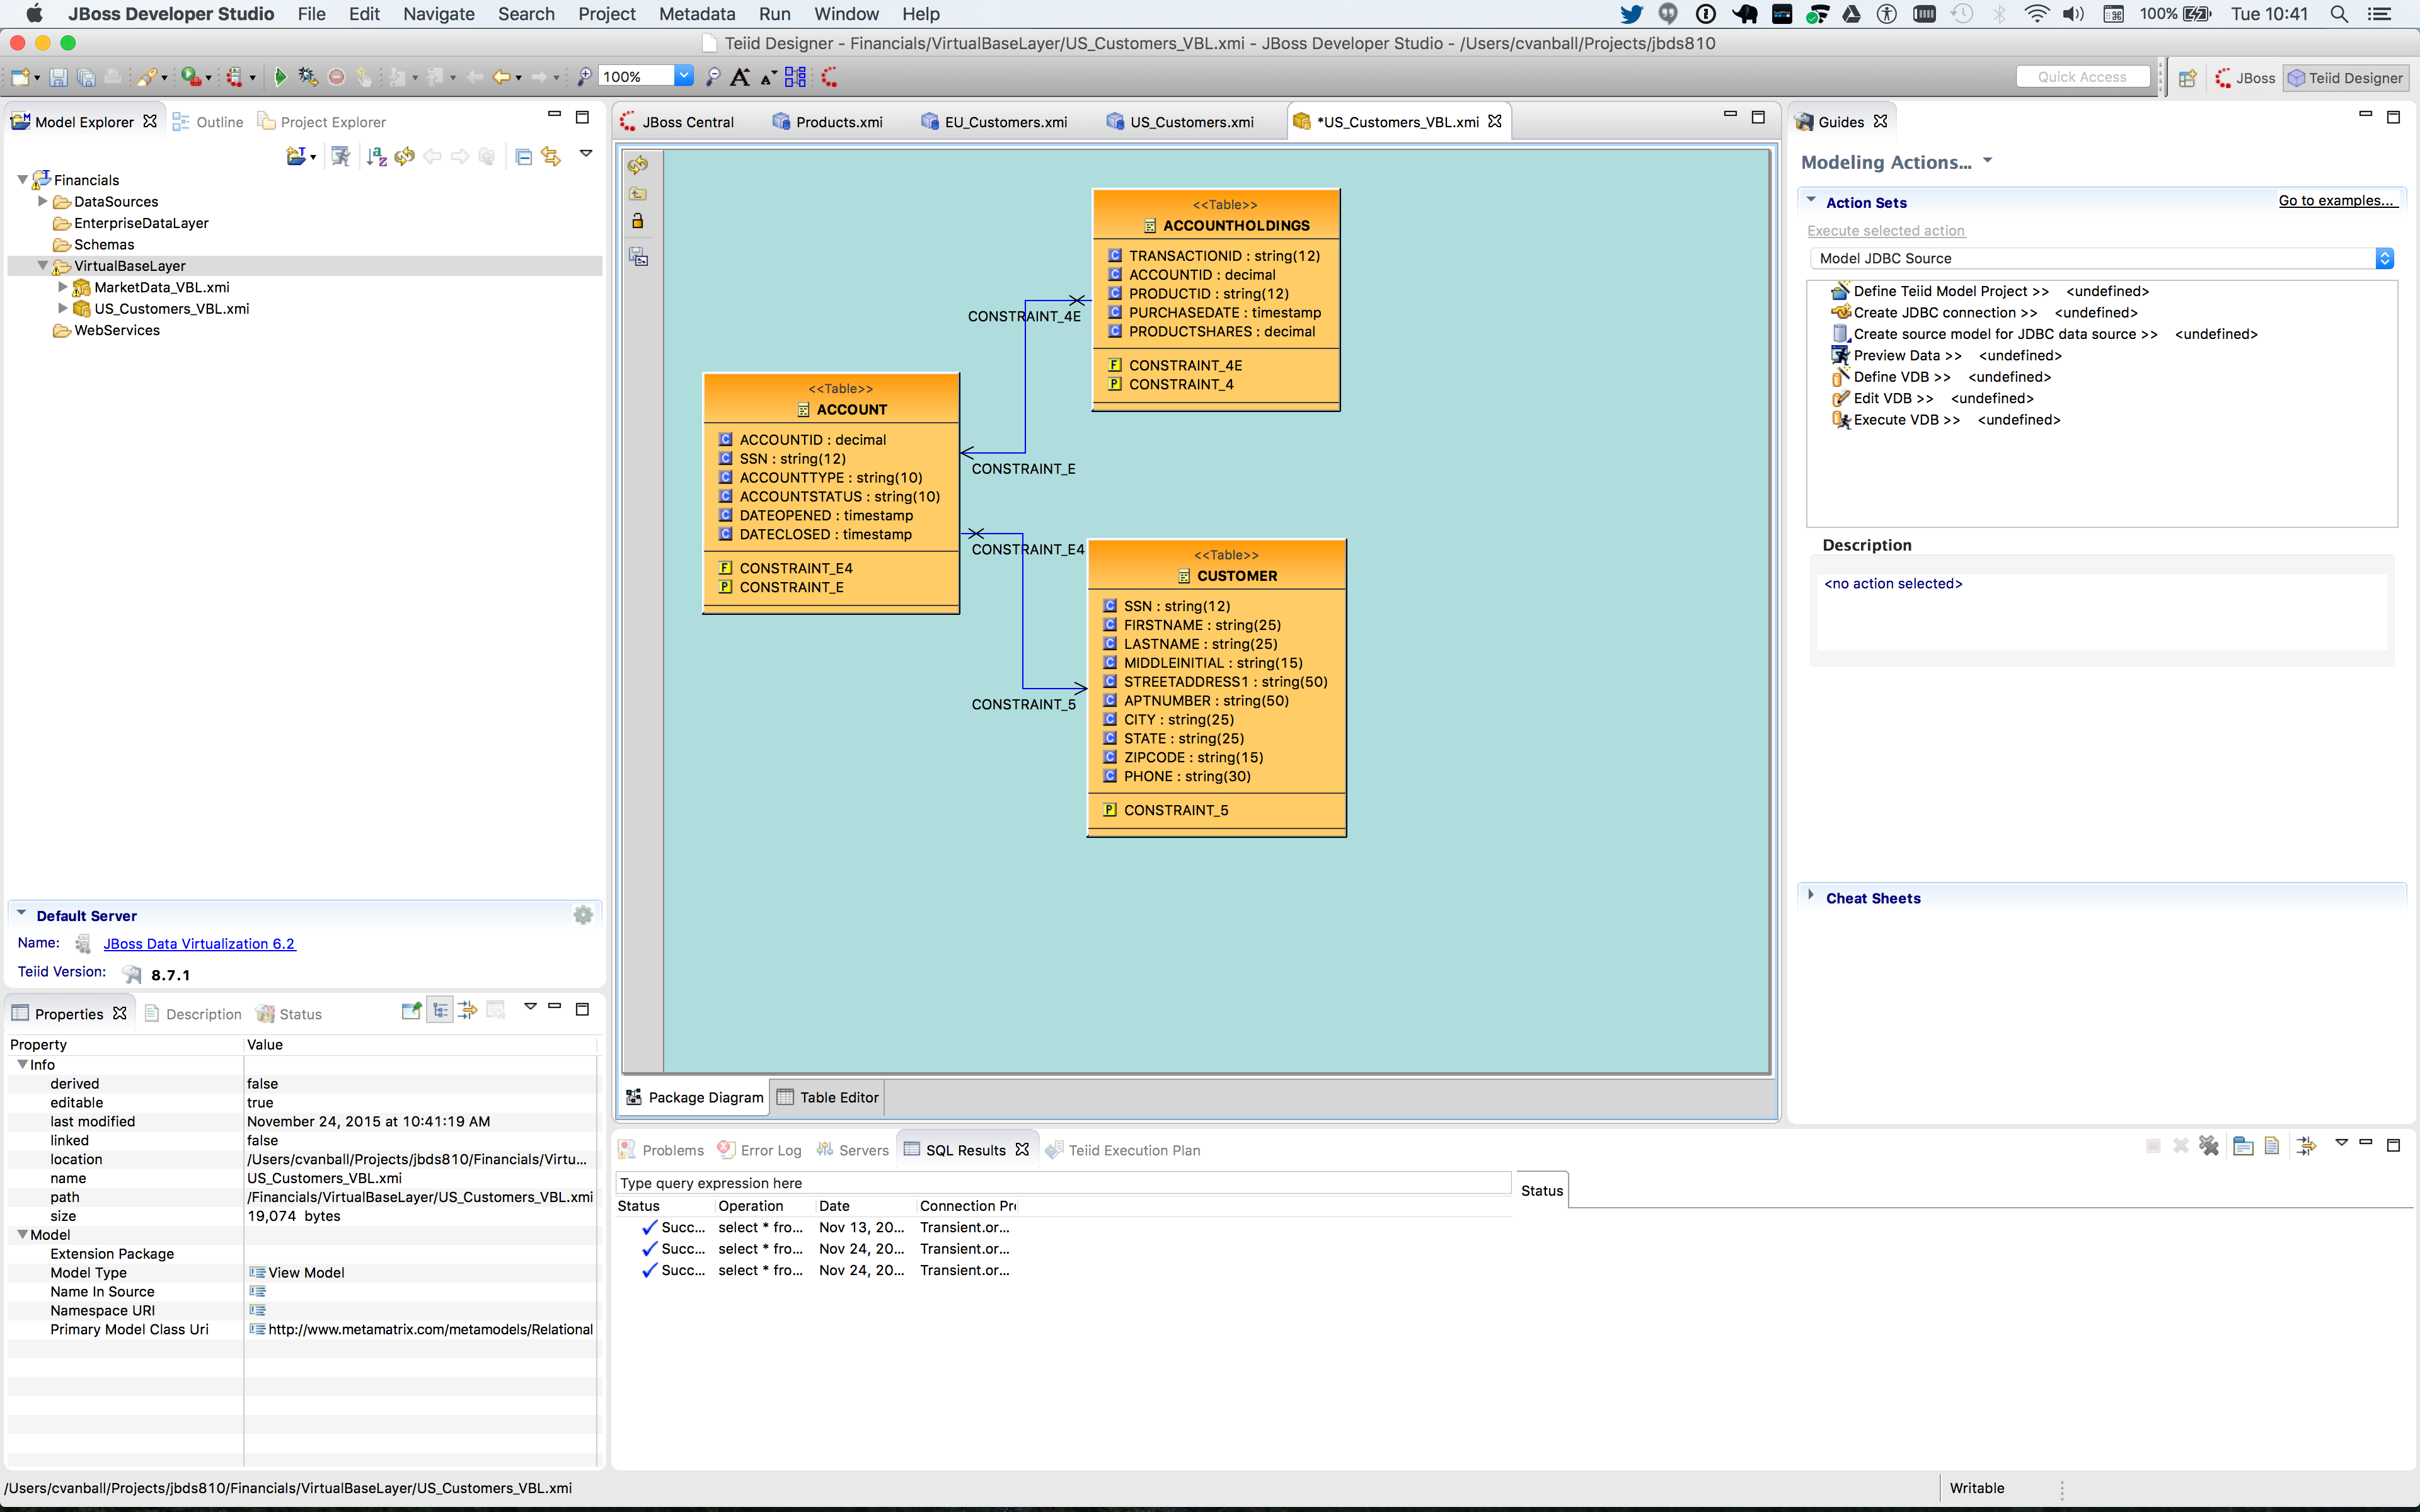 JBoss Developer Studio File Edit Navigate Search Project Metadata Run Window Help 100% Tue 10:41
Teiid Designer - Financials/VirtualBaseLayer/US_Customers_VBL.xmi - JBoss Developer Studio - /Users/cvanball/Projects/jbds810
100% Quick Access JBoss Teiid Designer
Model Explorer Outline Project Explorer
Financials
DataSources
EnterpriseDataLayer
Schemas
VirtualBaseLayer
MarketData_VBL.xmi
US_Customers_VBL.xmi
WebServices
Default Server
Name: JBoss Data Virtualization 6.2
Teiid Version: 8.7.1
Properties Description Status
Property Value
Info
derived false
editable true
last modified November 24, 2015 at 10:41:19 AM
linked false
location /Users/cvanball/Projects/jbds810/Financials/Virtu...
name US_Customers_VBL.xmi
path /Financials/VirtualBaseLayer/US_Customers_VBL.xmi
size 19,074 bytes
Model
Extension Package
Model Type View Model
Name In Source
Namespace URI
Primary Model Class Uri http://www.metamatrix.com/metamodels/Relational
JBoss Central Products.xmi EU_Customers.xmi US_Customers.xmi *US_Customers_VBL.xmi
<<Table>>
ACCOUNTHOLDINGS
TRANSACTIONID : string(12)
ACCOUNTID : decimal
PRODUCTID : string(12)
PURCHASEDATE : timestamp
PRODUCTSHARES : decimal
CONSTRAINT_4E
CONSTRAINT_4
CONSTRAINT_4E
<<Table>>
ACCOUNT
ACCOUNTID : decimal
SSN : string(12)
ACCOUNTTYPE : string(10)
ACCOUNTSTATUS : string(10)
DATEOPENED : timestamp
DATECLOSED : timestamp
CONSTRAINT_E4
CONSTRAINT_E
CONSTRAINT_E
CONSTRAINT_E4
<<Table>>
CUSTOMER
SSN : string(12)
FIRSTNAME : string(25)
LASTNAME : string(25)
MIDDLEINITIAL : string(15)
STREETADDRESS1 : string(50)
APTNUMBER : string(50)
CITY : string(25)
STATE : string(25)
ZIPCODE : string(15)
PHONE : string(30)
CONSTRAINT_5
CONSTRAINT_5
Package Diagram Table Editor
Guides
Modeling Actions...
Action Sets Go to examples...
Execute selected action
Model JDBC Source
Define Teiid Model Project >> <undefined>
Create JDBC connection >> <undefined>
Create source model for JDBC data source >> <undefined>
Preview Data >> <undefined>
Define VDB >> <undefined>
Edit VDB >> <undefined>
Execute VDB >> <undefined>
Description
<no action selected>
Cheat Sheets
Problems Error Log Servers SQL Results Teiid Execution Plan
Type query expression here
Status Operation Date Connection Pr
Succ... select * fro... Nov 13, 20... Transient.or...
Succ... select * fro... Nov 24, 20... Transient.or...
Succ... select * fro... Nov 24, 20... Transient.or...
Status
/Users/cvanball/Projects/jbds810/Financials/VirtualBaseLayer/US_Customers_VBL.xmi
Writable